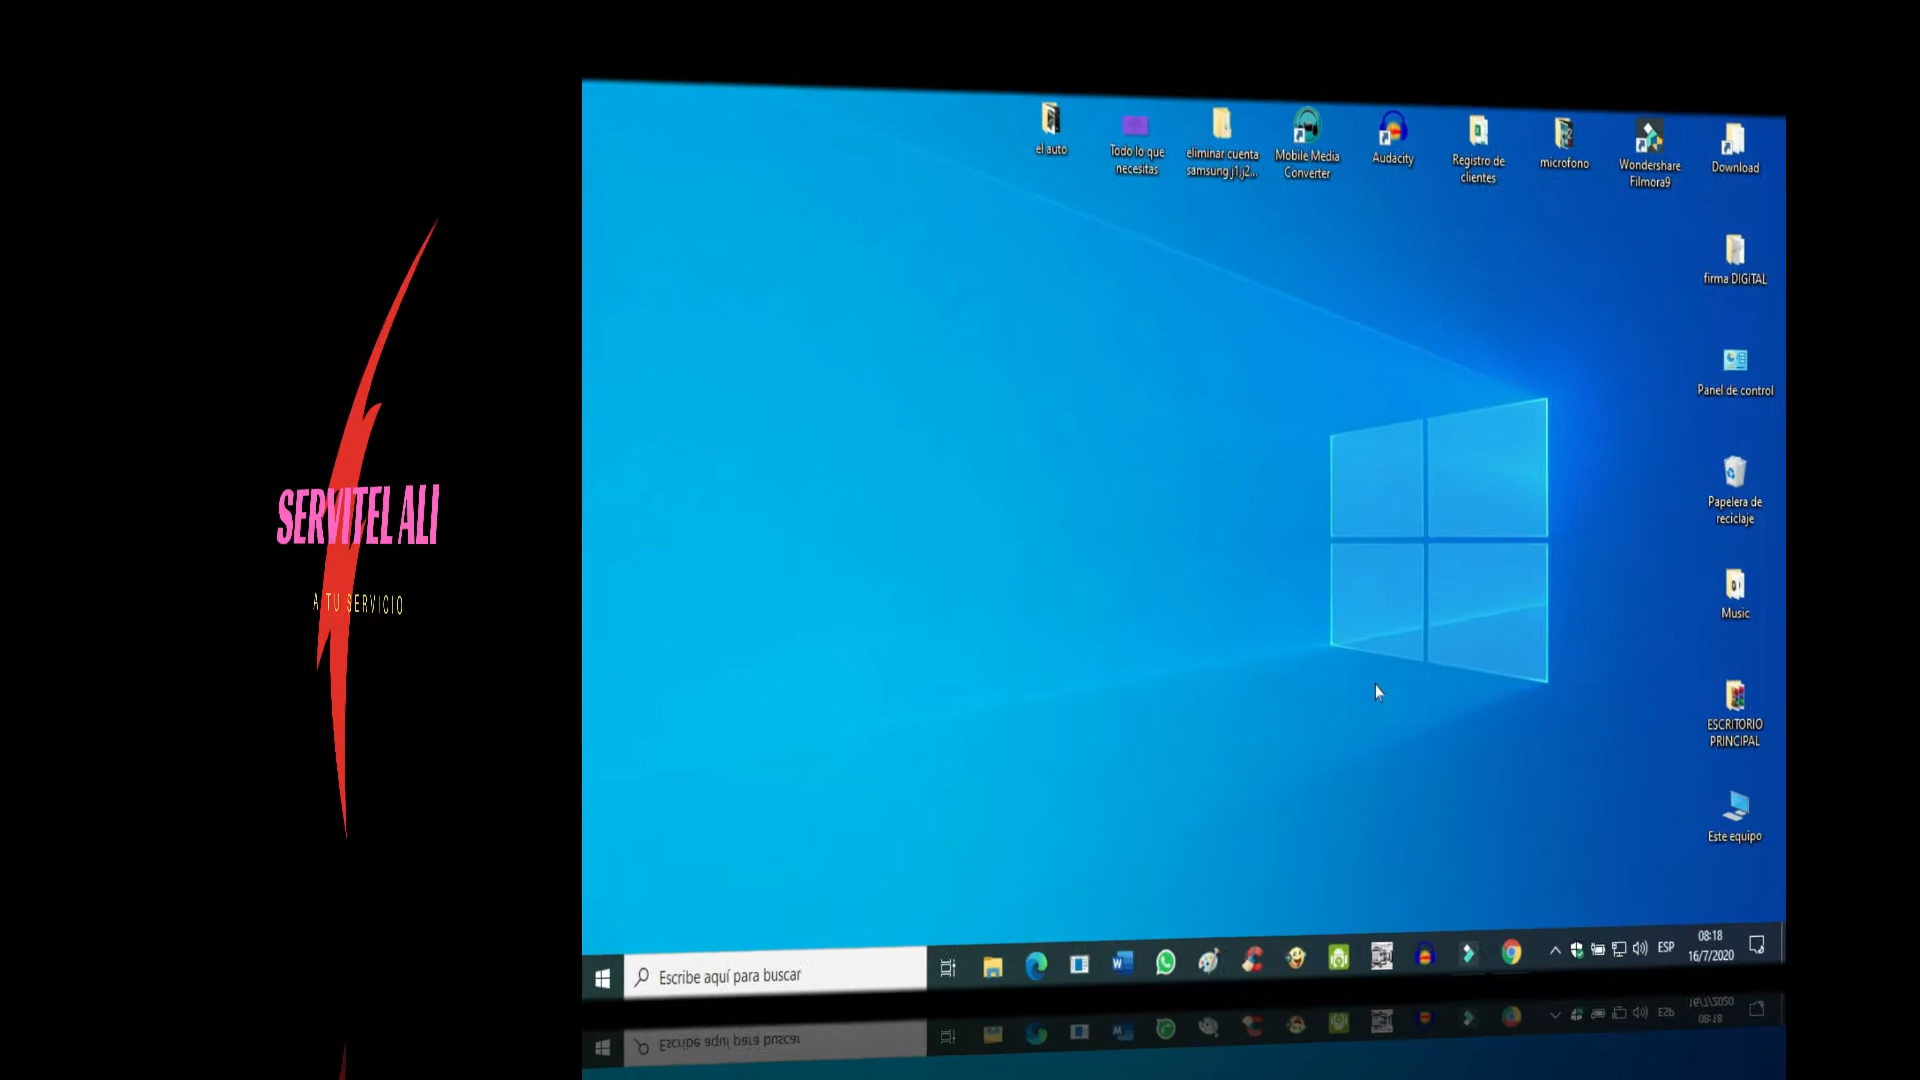 SERVITEL ALI
A TU SERVICIO
el auto
Todo lo que
necesitas
eliminar cuenta
samsung j1,j2...
Mobile Media
Converter
Audacity
Registro de
clientes
microfono
Wondershare
Filmora9
Download
firma DIGITAL
Panel de control
Papelera de
reciclaje
Music
ESCRITORIO
PRINCIPAL
Este equipo
Escribe aquí para buscar
ESP
08:18
16/7/2020